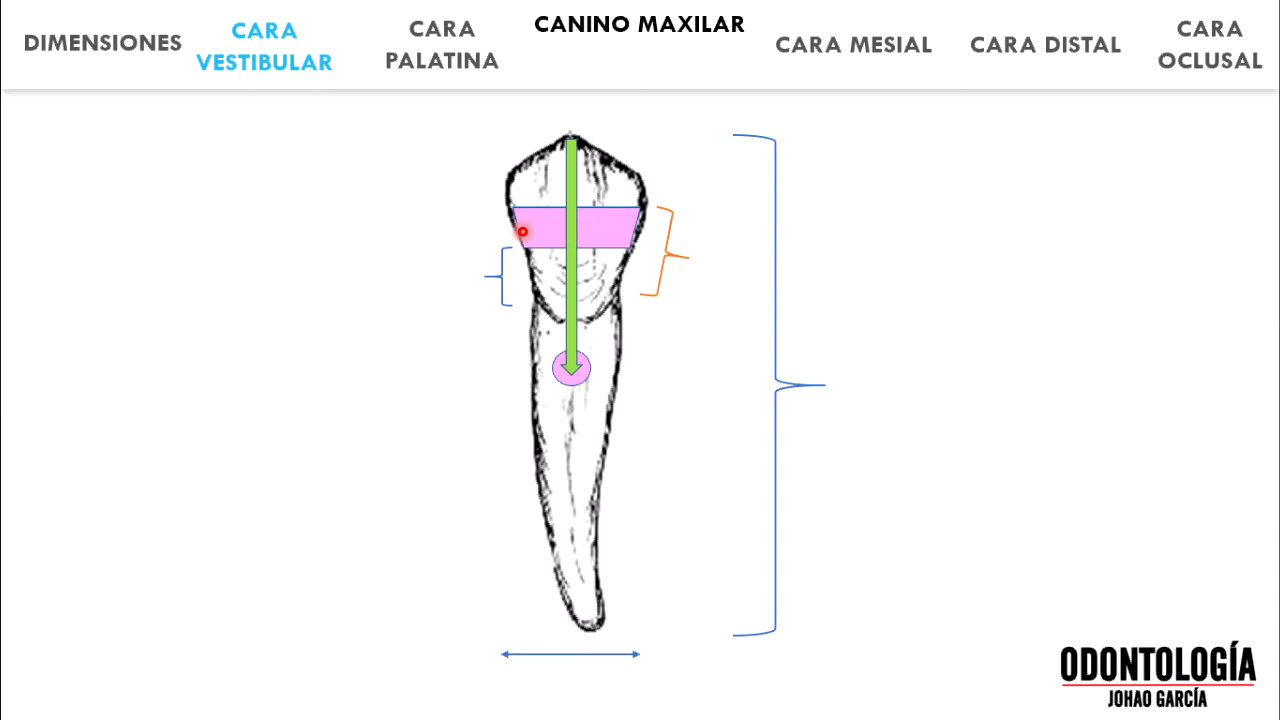 DIMENSIONES
CARA
VESTIBULAR
CARA
PALATINA
CANINO MAXILAR
CARA MESIAL
CARA DISTAL
CARA
OCLUSAL
ODONTOLOGÍA
JOHAO GARCÍA